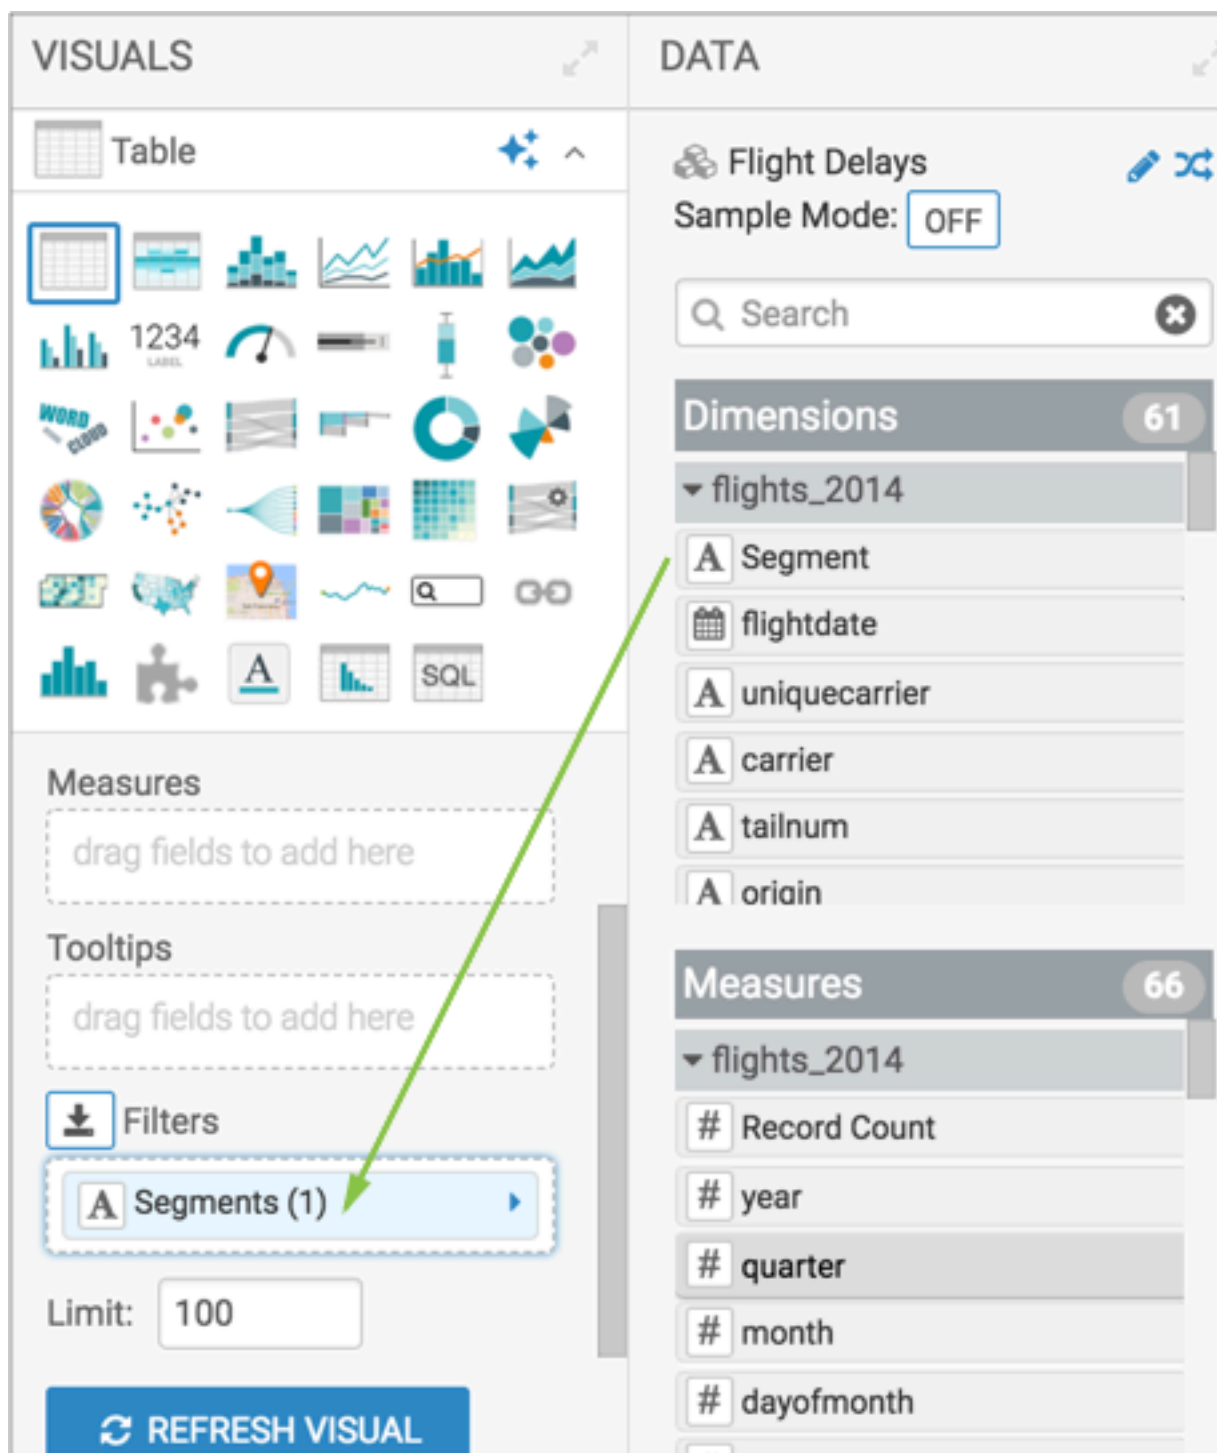 VISUALS
Table
1234
LABEL
WORD
CLOUD
A
SQL
Measures
drag fields to add here
Tooltips
drag fields to add here
Filters
A Segments (1)
Limit: 100
REFRESH VISUAL
DATA
Flight Delays
Sample Mode: OFF
Search
Dimensions 61
flights_2014
A Segment
flightdate
A uniquecarrier
A carrier
A tailnum
A origin
Measures 66
flights_2014
# Record Count
# year
# quarter
# month
# dayofmonth